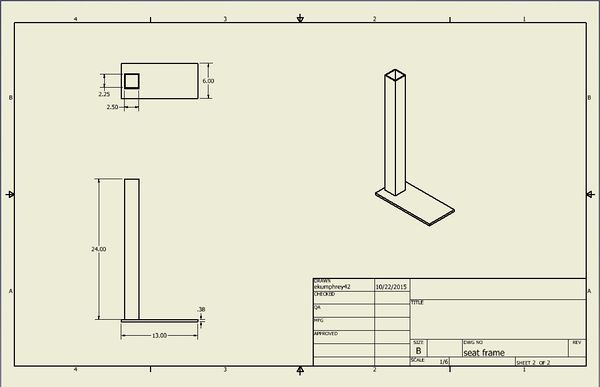 4 3 2 1
B B
6.00
2.25
2.50
24.00
A A
.38
13.00
DRAWN
ekumphrey42 10/22/2015
CHECKED
TITLE
QA
MFG
APPROVED
SIZE DWG NO REV
B seat frame
SCALE 1/6 SHEET 2 OF 2
4 3 2 1